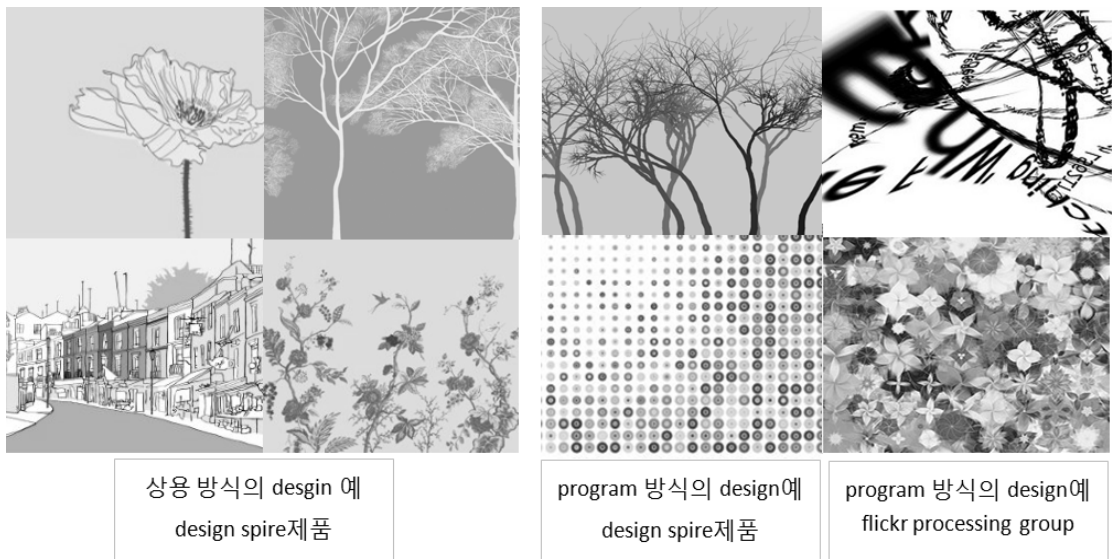 상용 방식의 desgin 예
design spire제품
program 방식의 design예
design spire제품
program 방식의 design예
flickr processing group